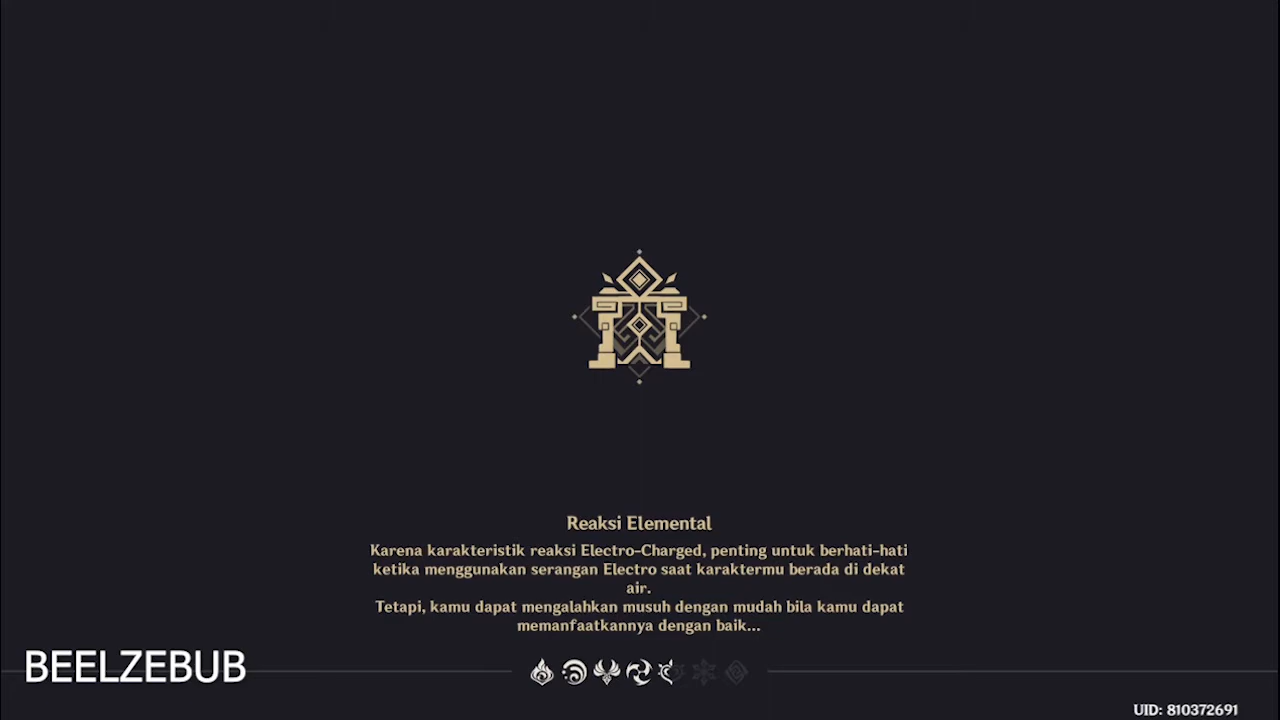 Reaksi Elemental
Karena karakteristik reaksi Electro-Charged, penting untuk berhati-hati
ketika menggunakan serangan Electro saat karaktermu berada di dekat
air.
Tetapi, kamu dapat mengalahkan musuh dengan mudah bila kamu dapat
memanfaatkannya dengan baik...
BEELZEBUB
UID: 810372691